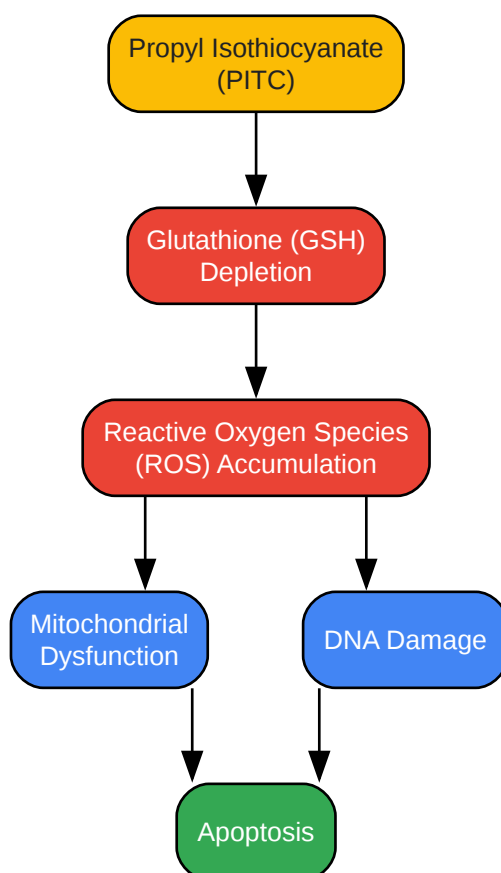 Propyl Isothiocyanate
(PITC)
Glutathione (GSH)
Depletion
Reactive Oxygen Species
(ROS) Accumulation
Mitochondrial
Dysfunction
DNA Damage
Apoptosis